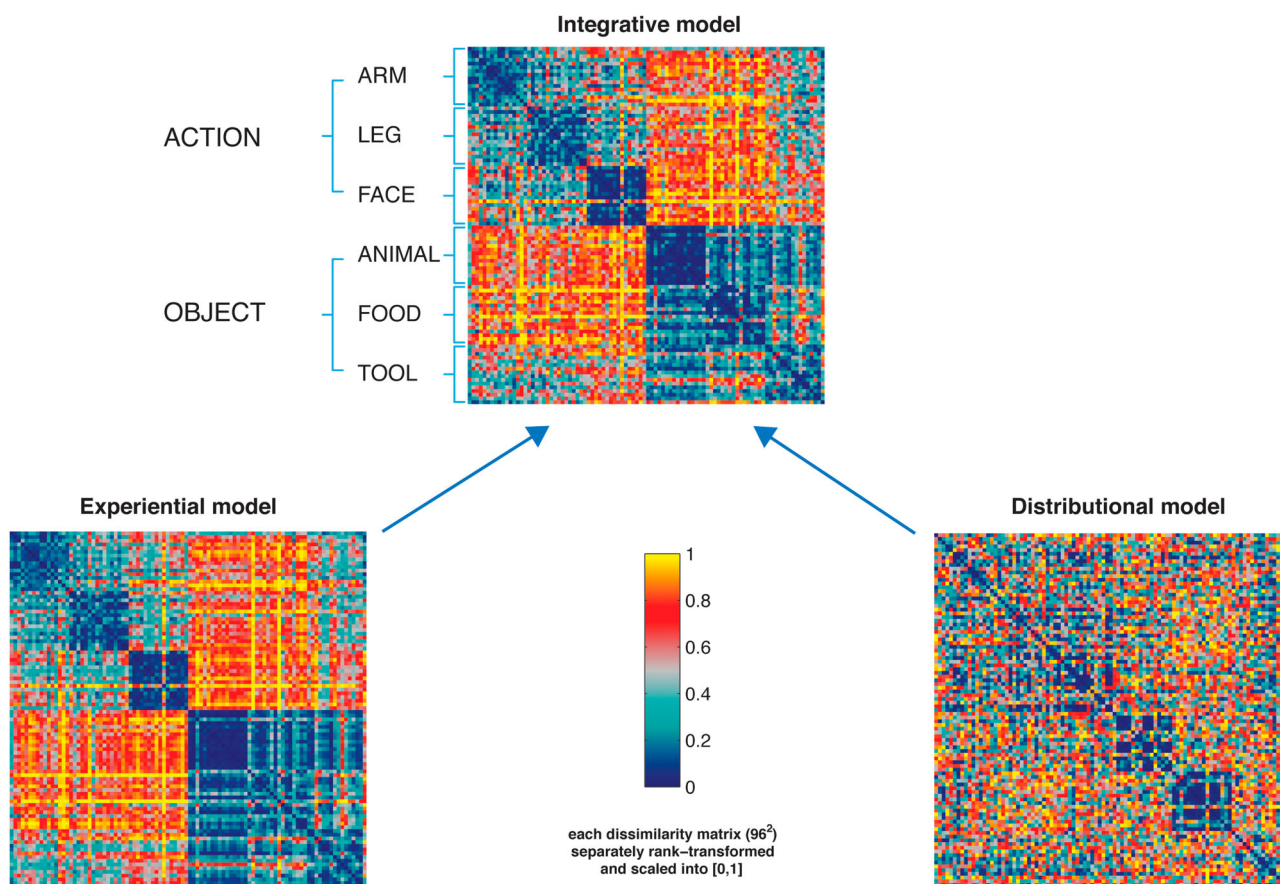 Integrative model
ACTION
ARM
LEG
FACE
OBJECT
ANIMAL
FOOD
TOOL
Experiential model
Distributional model
1
0.8
0.6
0.4
0.2
0
each dissimilarity matrix (96²)
separately rank–transformed
and scaled into [0,1]